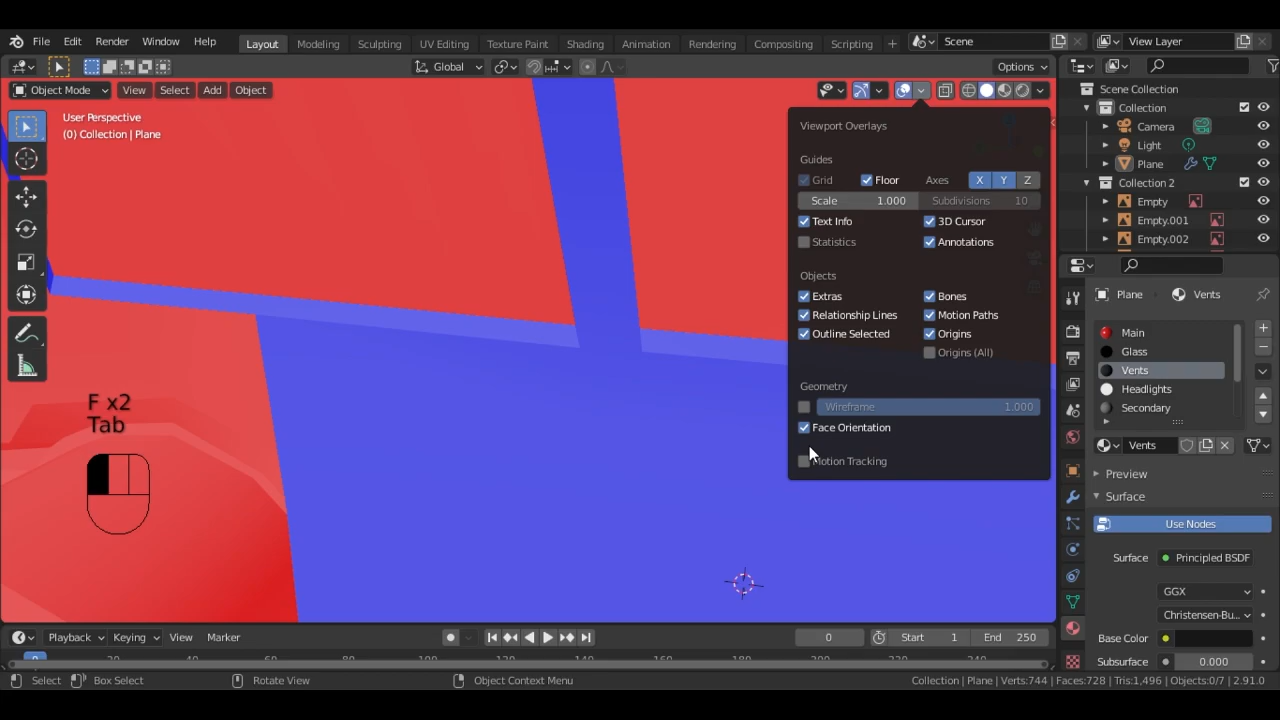 File Edit Render Window Help Layout Modeling Sculpting UV Editing Texture Paint Shading Animation Rendering Compositing Scripting + Scene View Layer
Global Options
Object Mode View Select Add Object
User Perspective
(0) Collection | Plane
Viewport Overlays
Guides
Grid Floor Axes X Y Z
Scale 1.000 Subdivisions 10
Text Info 3D Cursor
Statistics Annotations
Objects
Extras Bones
Relationship Lines Motion Paths
Outline Selected Origins
Origins (All)
Geometry
Wireframe 1.000
Face Orientation
Motion Tracking
F x2
Tab
Scene Collection
Collection
Camera
Light
Plane
Collection 2
Empty
Empty.001
Empty.002
Plane Vents
Main
Glass
Vents
Headlights
Secondary
Vents
Preview
Surface
Use Nodes
Surface Principled BSDF
GGX
Christensen-Bu..
Base Color
Subsurface 0.000
Playback Keying View Marker 0 Start 1 End 250
0
Select Box Select Rotate View Object Context Menu Collection | Plane | Verts:744 | Faces:728 | Tris:1,496 | Objects:0/7 | 2.91.0